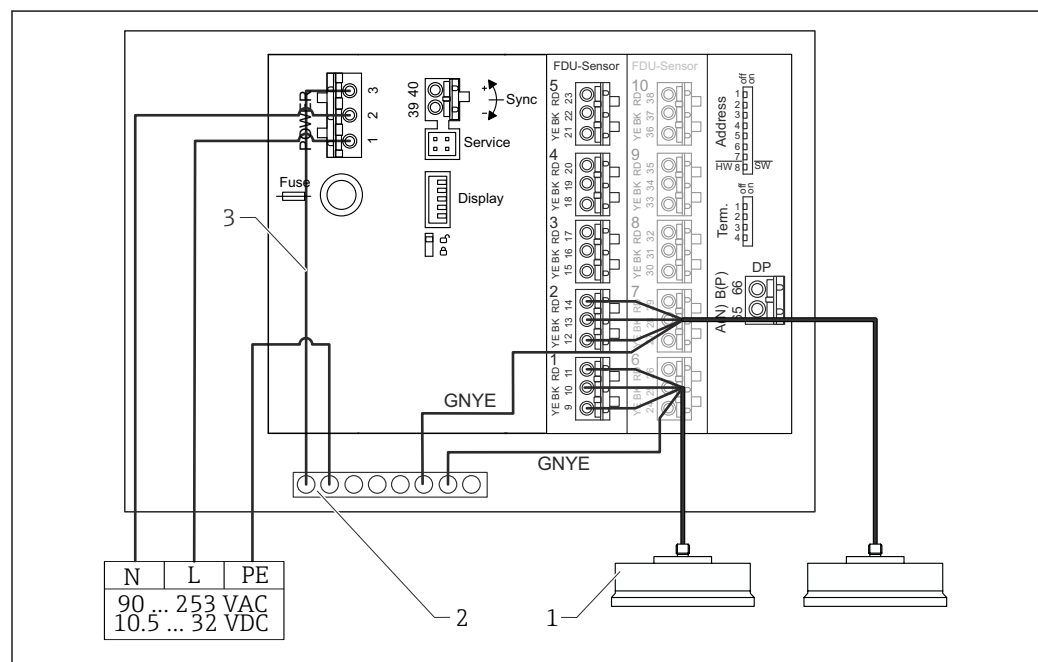 POWER
3
2
1
Fuse
39 40
+
-
Sync
Service
Display
FDU-Sensor
5
YE BK RD
21 22 23
4
YE BK RD
18 19 20
3
YE BK RD
15 16 17
2
YE BK RD
12 13 14
1
YE BK RD
9 10 11
FDU-Sensor
10
YE BK RD
36 37 38
9
YE BK RD
33 34 35
8
YE BK RD
30 31 32
7
6
Address
off
on
1
2
3
4
5
6
7
8
HW
SW
Term.
off
on
1
2
3
4
DP
A(N) B(P)
65 66
GNYE
GNYE
3
2
1
N L PE
90 ... 253 VAC
10.5 ... 32 VDC